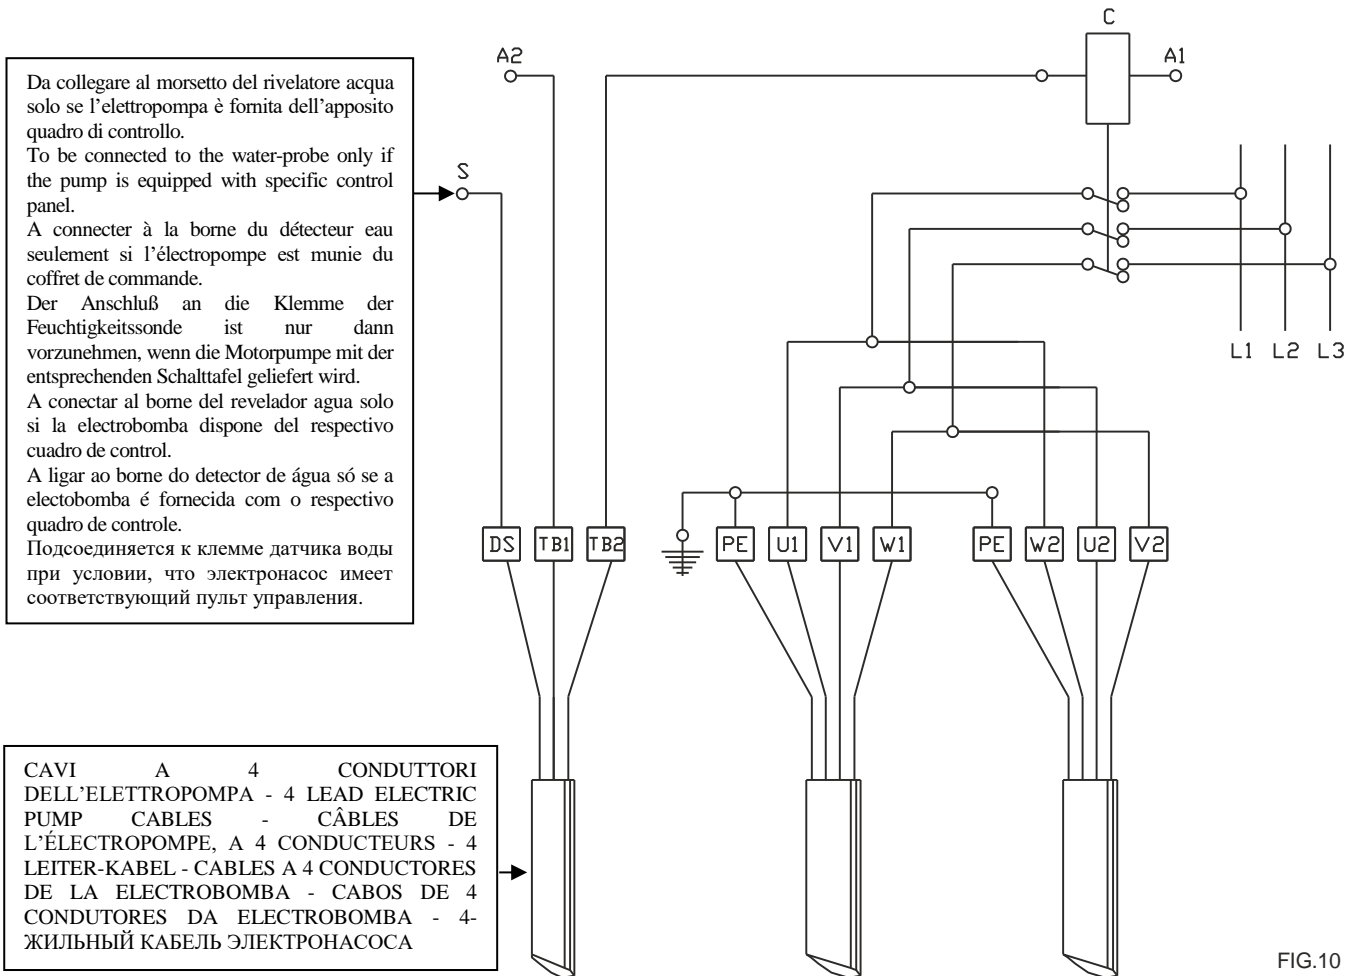 C
A2
A1
Da collegare al morsetto del rivelatore acqua
solo se l'elettropompa è fornita dell'apposito
quadro di controllo.
To be connected to the water-probe only if
the pump is equipped with specific control
panel.
A connecter à la borne du détecteur eau
seulement si l'électropompe est munie du
coffret de commande.
Der Anschluß an die Klemme der
Feuchtigkeitssonde ist nur dann
vorzunehmen, wenn die Motorpumpe mit der
entsprechenden Schalttafel geliefert wird.
A conectar al borne del revelador agua solo
si la electrobomba dispone del respectivo
cuadro de control.
A ligar ao borne do detector de água só se a
electobomba é fornecida com o respectivo
quadro de controle.
Подсоединяется к клемме датчика воды
при условии, что электронасос имеет
соответствующий пульт управления.
S
L1 L2 L3
DS TB1 TB2 PE U1 V1 W1 PE W2 U2 V2
CAVI A 4 CONDUTTORI
DELL'ELETTROPOMPA - 4 LEAD ELECTRIC
PUMP CABLES - CÂBLES DE
L'ÉLECTROPOMPE, A 4 CONDUCTEURS - 4
LEITER-KABEL - CABLES A 4 CONDUCTORES
DE LA ELECTROBOMBA - CABOS DE 4
CONDUTORES DA ELECTROBOMBA - 4-
ЖИЛЬНЫЙ КАБЕЛЬ ЭЛЕКТРОНАСОСА
FIG.10